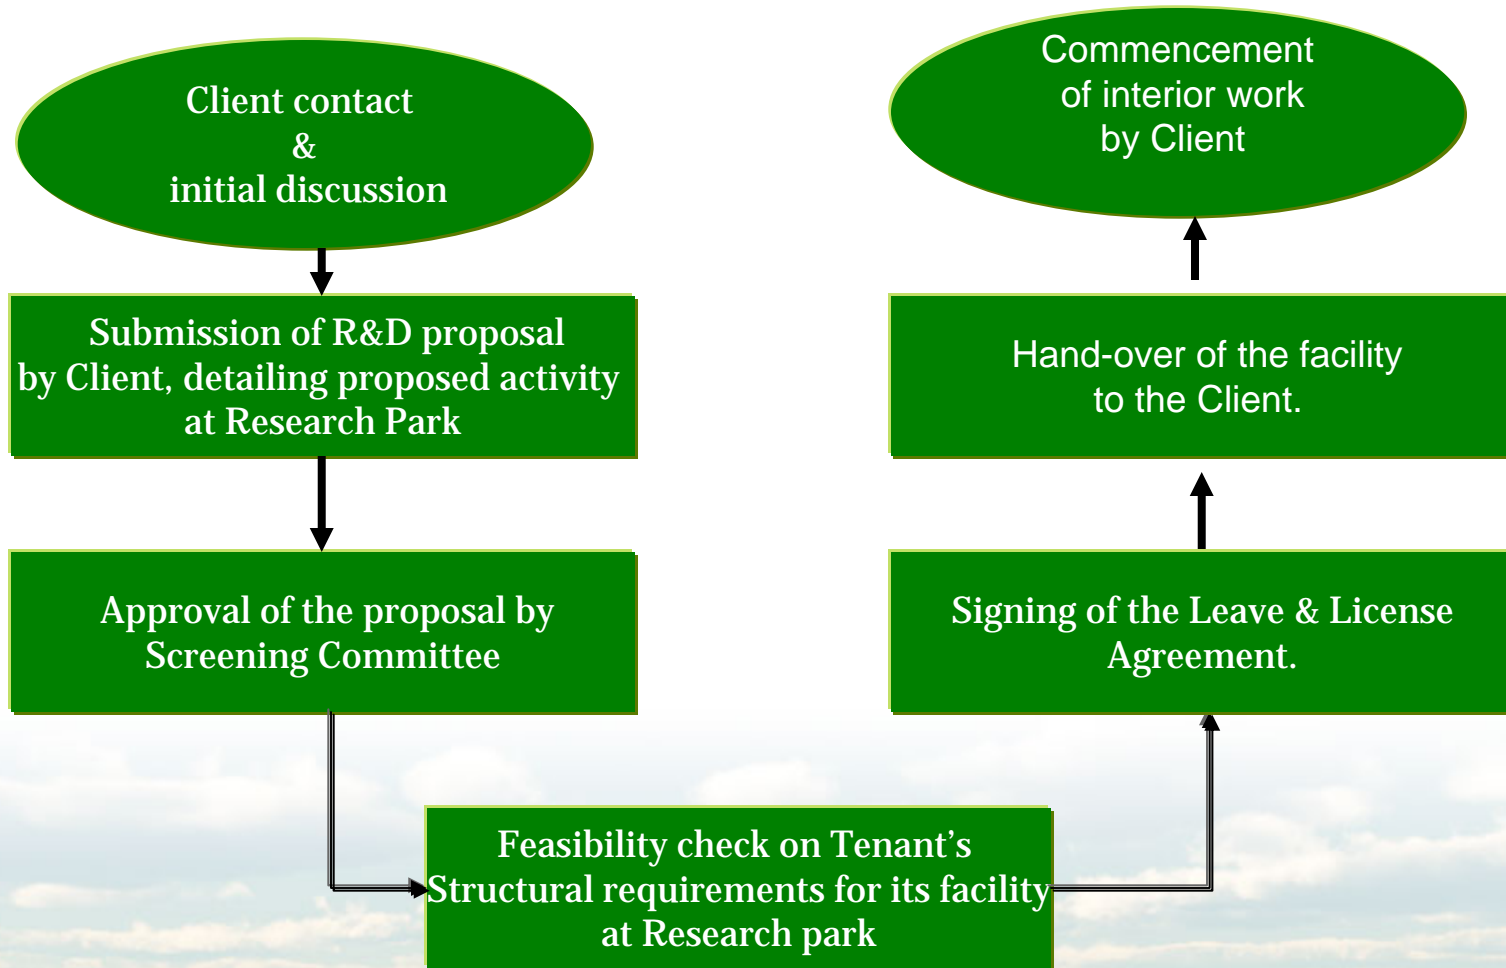 Client contact
&
initial discussion
Submission of R&D proposal
by Client, detailing proposed activity
at Research Park
Approval of the proposal by
Screening Committee
Feasibility check on Tenant’s
Structural requirements for its facility
at Research park
Signing of the Leave & License
Agreement.
Hand-over of the facility
to the Client.
Commencement
of interior work
by Client